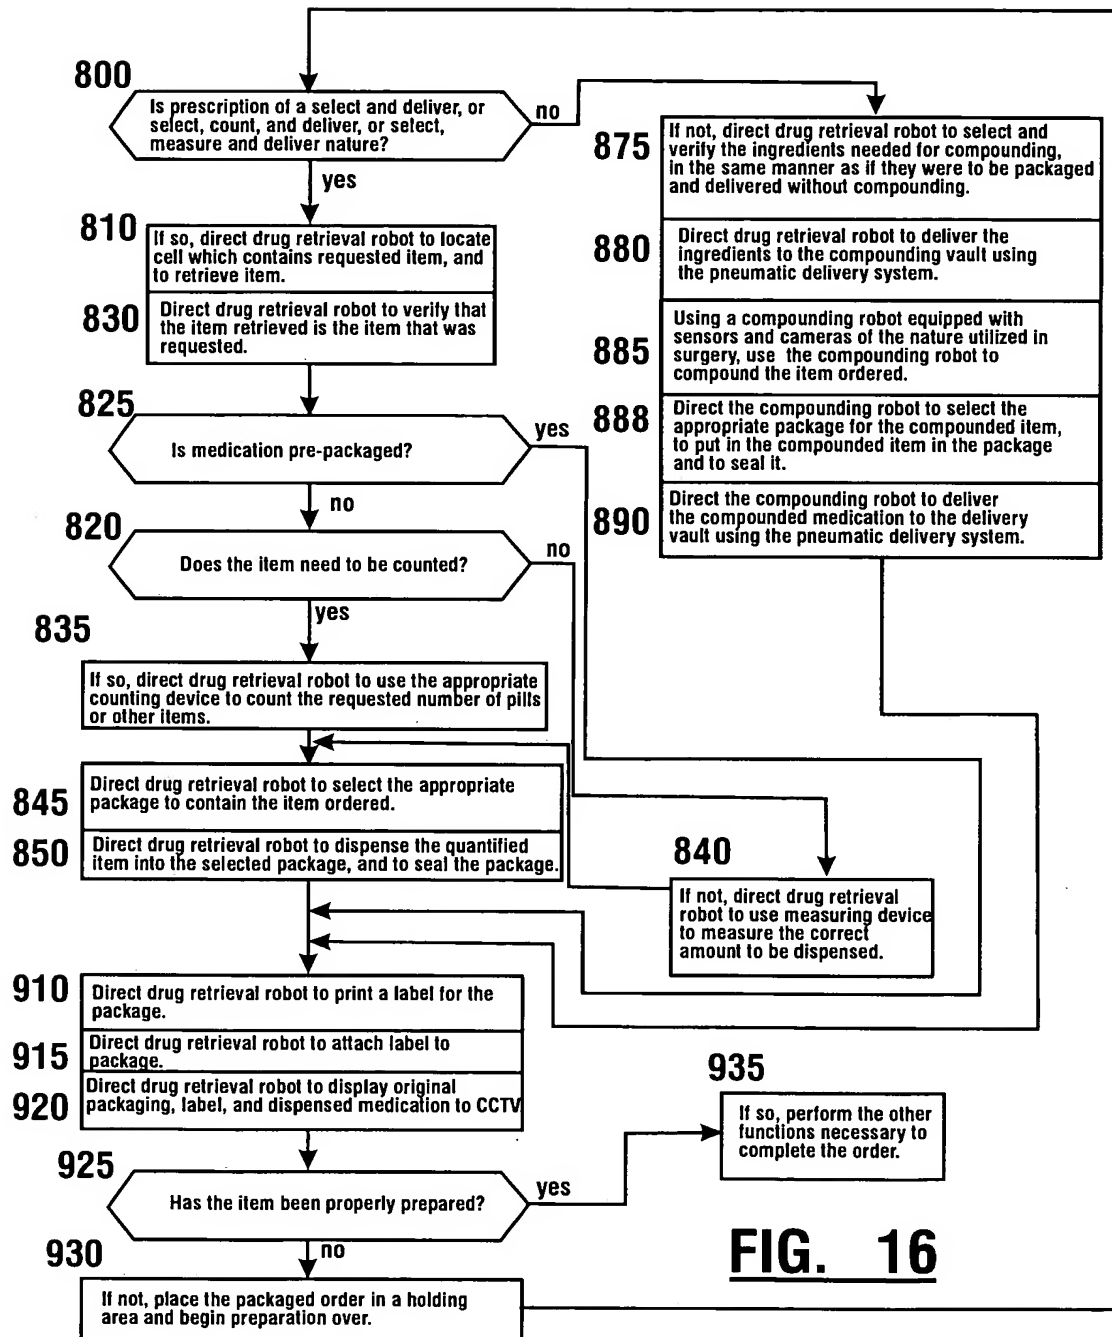 800
Is prescription of a select and deliver, or
select, count, and deliver, or select,
measure and deliver nature?
no
yes
875
If not, direct drug retrieval robot to select and
verify the ingredients needed for compounding,
in the same manner as if they were to be packaged
and delivered without compounding.
810
If so, direct drug retrieval robot to locate
cell which contains requested item, and
to retrieve item.
880
Direct drug retrieval robot to deliver the
ingredients to the compounding vault using
the pneumatic delivery system.
830
Direct drug retrieval robot to verify that
the item retrieved is the item that was
requested.
885
Using a compounding robot equipped with
sensors and cameras of the nature utilized in
surgery, use the compounding robot to
compound the item ordered.
825
Is medication pre-packaged?
yes
no
888
Direct the compounding robot to select the
appropriate package for the compounded item,
to put in the compounded item in the package
and to seal it.
890
Direct the compounding robot to deliver
the compounded medication to the delivery
vault using the pneumatic delivery system.
820
Does the item need to be counted?
no
yes
835
If so, direct drug retrieval robot to use the appropriate
counting device to count the requested number of pills
or other items.
845
Direct drug retrieval robot to select the appropriate
package to contain the item ordered.
850
Direct drug retrieval robot to dispense the quantified
item into the selected package, and to seal the package.
840
If not, direct drug retrieval
robot to use measuring device
to measure the correct
amount to be dispensed.
910
Direct drug retrieval robot to print a label for the
package.
915
Direct drug retrieval robot to attach label to
package.
920
Direct drug retrieval robot to display original
packaging, label, and dispensed medication to CCTV.
935
If so, perform the other
functions necessary to
complete the order.
925
Has the item been properly prepared?
yes
no
930
If not, place the packaged order in a holding
area and begin preparation over.
FIG. 16